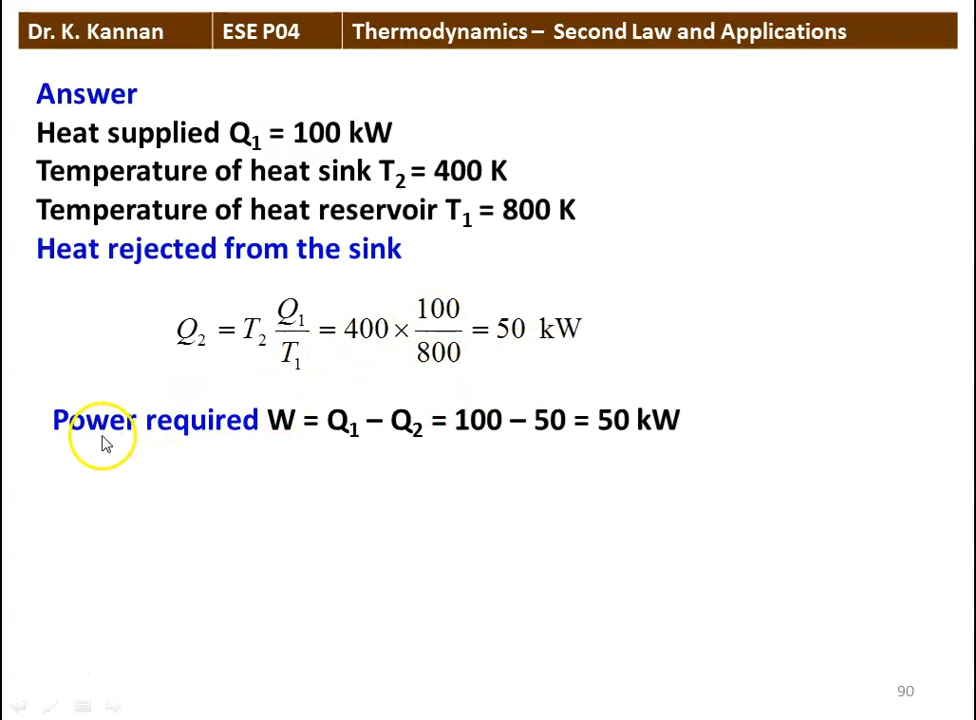 Dr. K. Kannan ESE P04 Thermodynamics – Second Law and Applications
Answer
Heat supplied Q₁ = 100 kW
Temperature of heat sink T₂ = 400 K
Temperature of heat reservoir T₁ = 800 K
Heat rejected from the sink
Q₂ = T₂ Q₁/T₁ = 400 × 100/800 = 50 kW
Power required W = Q₁ – Q₂ = 100 – 50 = 50 kW
90